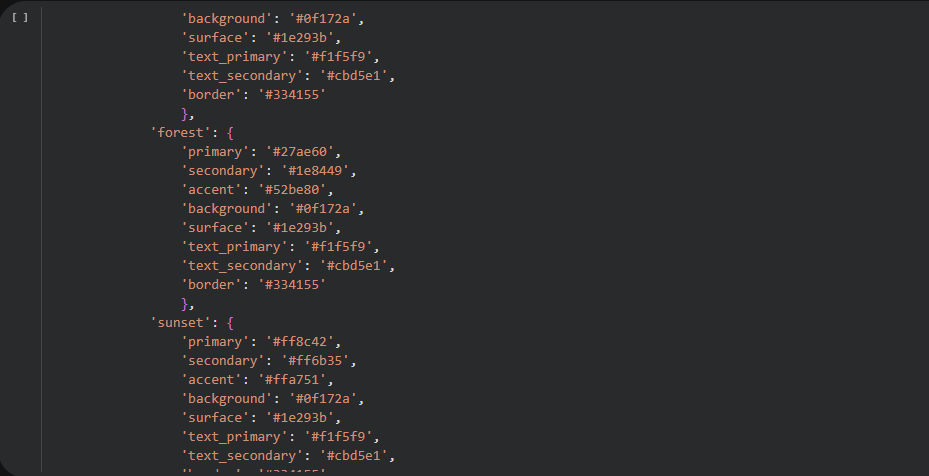 [ ]
'background': '#0f172a',
'surface': '#1e293b',
'text_primary': '#f1f5f9',
'text_secondary': '#cbd5e1',
'border': '#334155'
},
'forest': {
'primary': '#27ae60',
'secondary': '#1e8449',
'accent': '#52be80',
'background': '#0f172a',
'surface': '#1e293b',
'text_primary': '#f1f5f9',
'text_secondary': '#cbd5e1',
'border': '#334155'
},
'sunset': {
'primary': '#ff8c42',
'secondary': '#ff6b35',
'accent': '#ffa751',
'background': '#0f172a',
'surface': '#1e293b',
'text_primary': '#f1f5f9',
'text_secondary': '#cbd5e1',